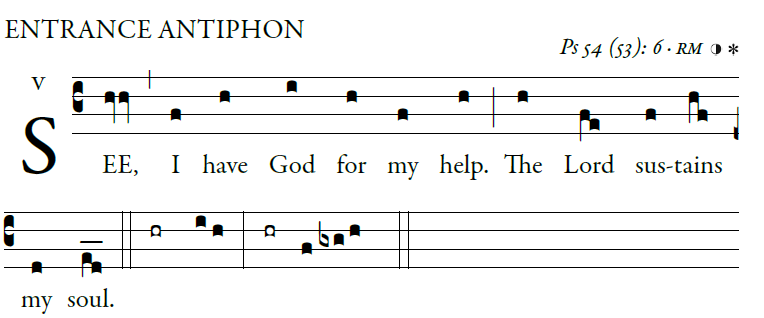 ENTRANCE ANTIPHON
Ps 54 (53): 6 · RM ◑ *
V
SEE, I have God for my help. The Lord sus-tains
my soul.